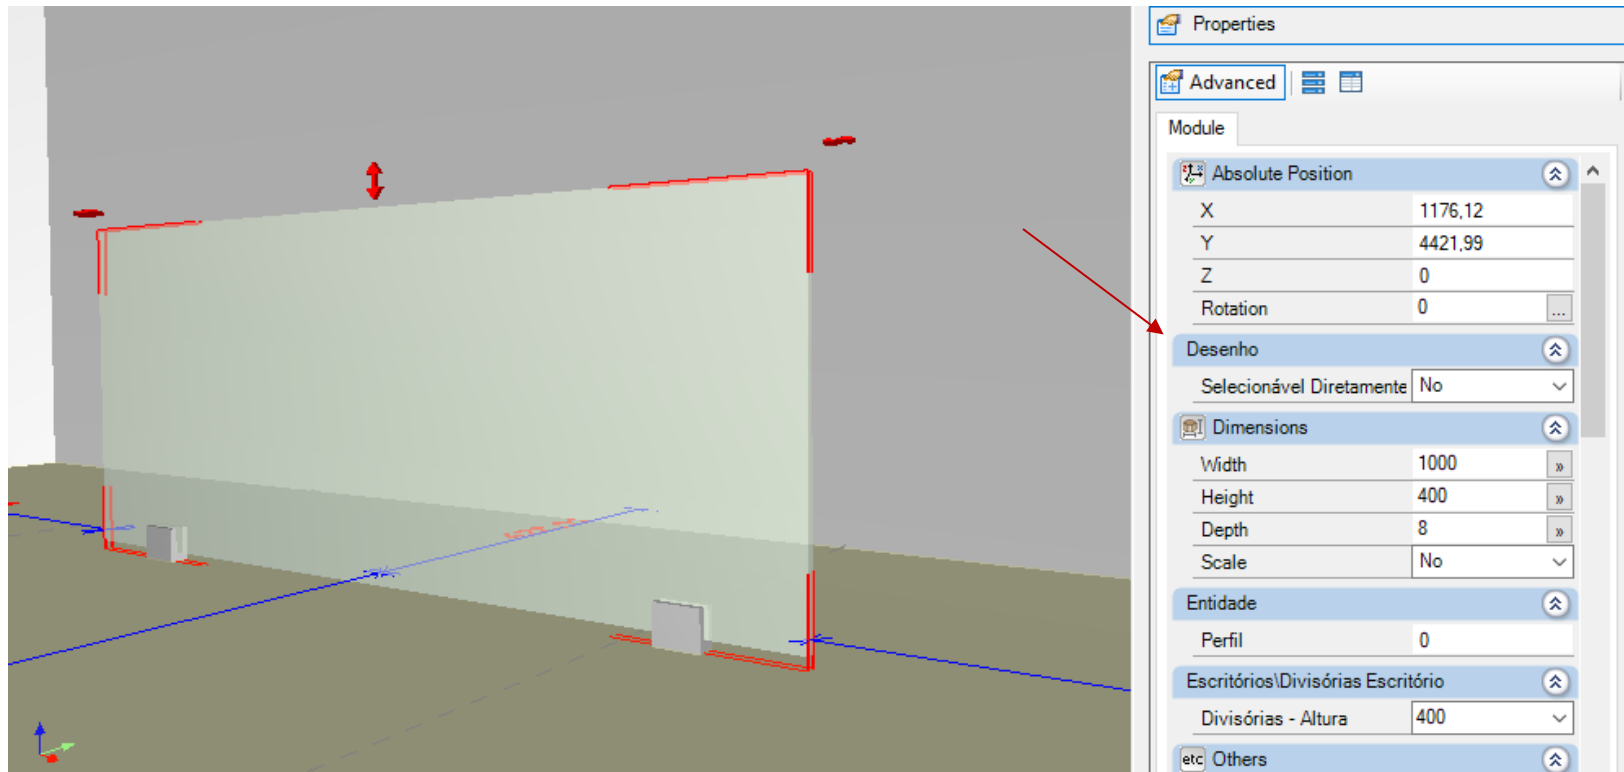 Properties
Advanced
Module
Absolute Position
X 1176,12
Y 4421,99
Z 0
Rotation 0 ...
Desenho
Selecionável Diretamente No
Dimensions
Width 1000 »
Height 400 »
Depth 8 »
Scale No
Entidade
Perfil 0
Escritórios\Divisórias Escritório
Divisórias - Altura 400
etc Others